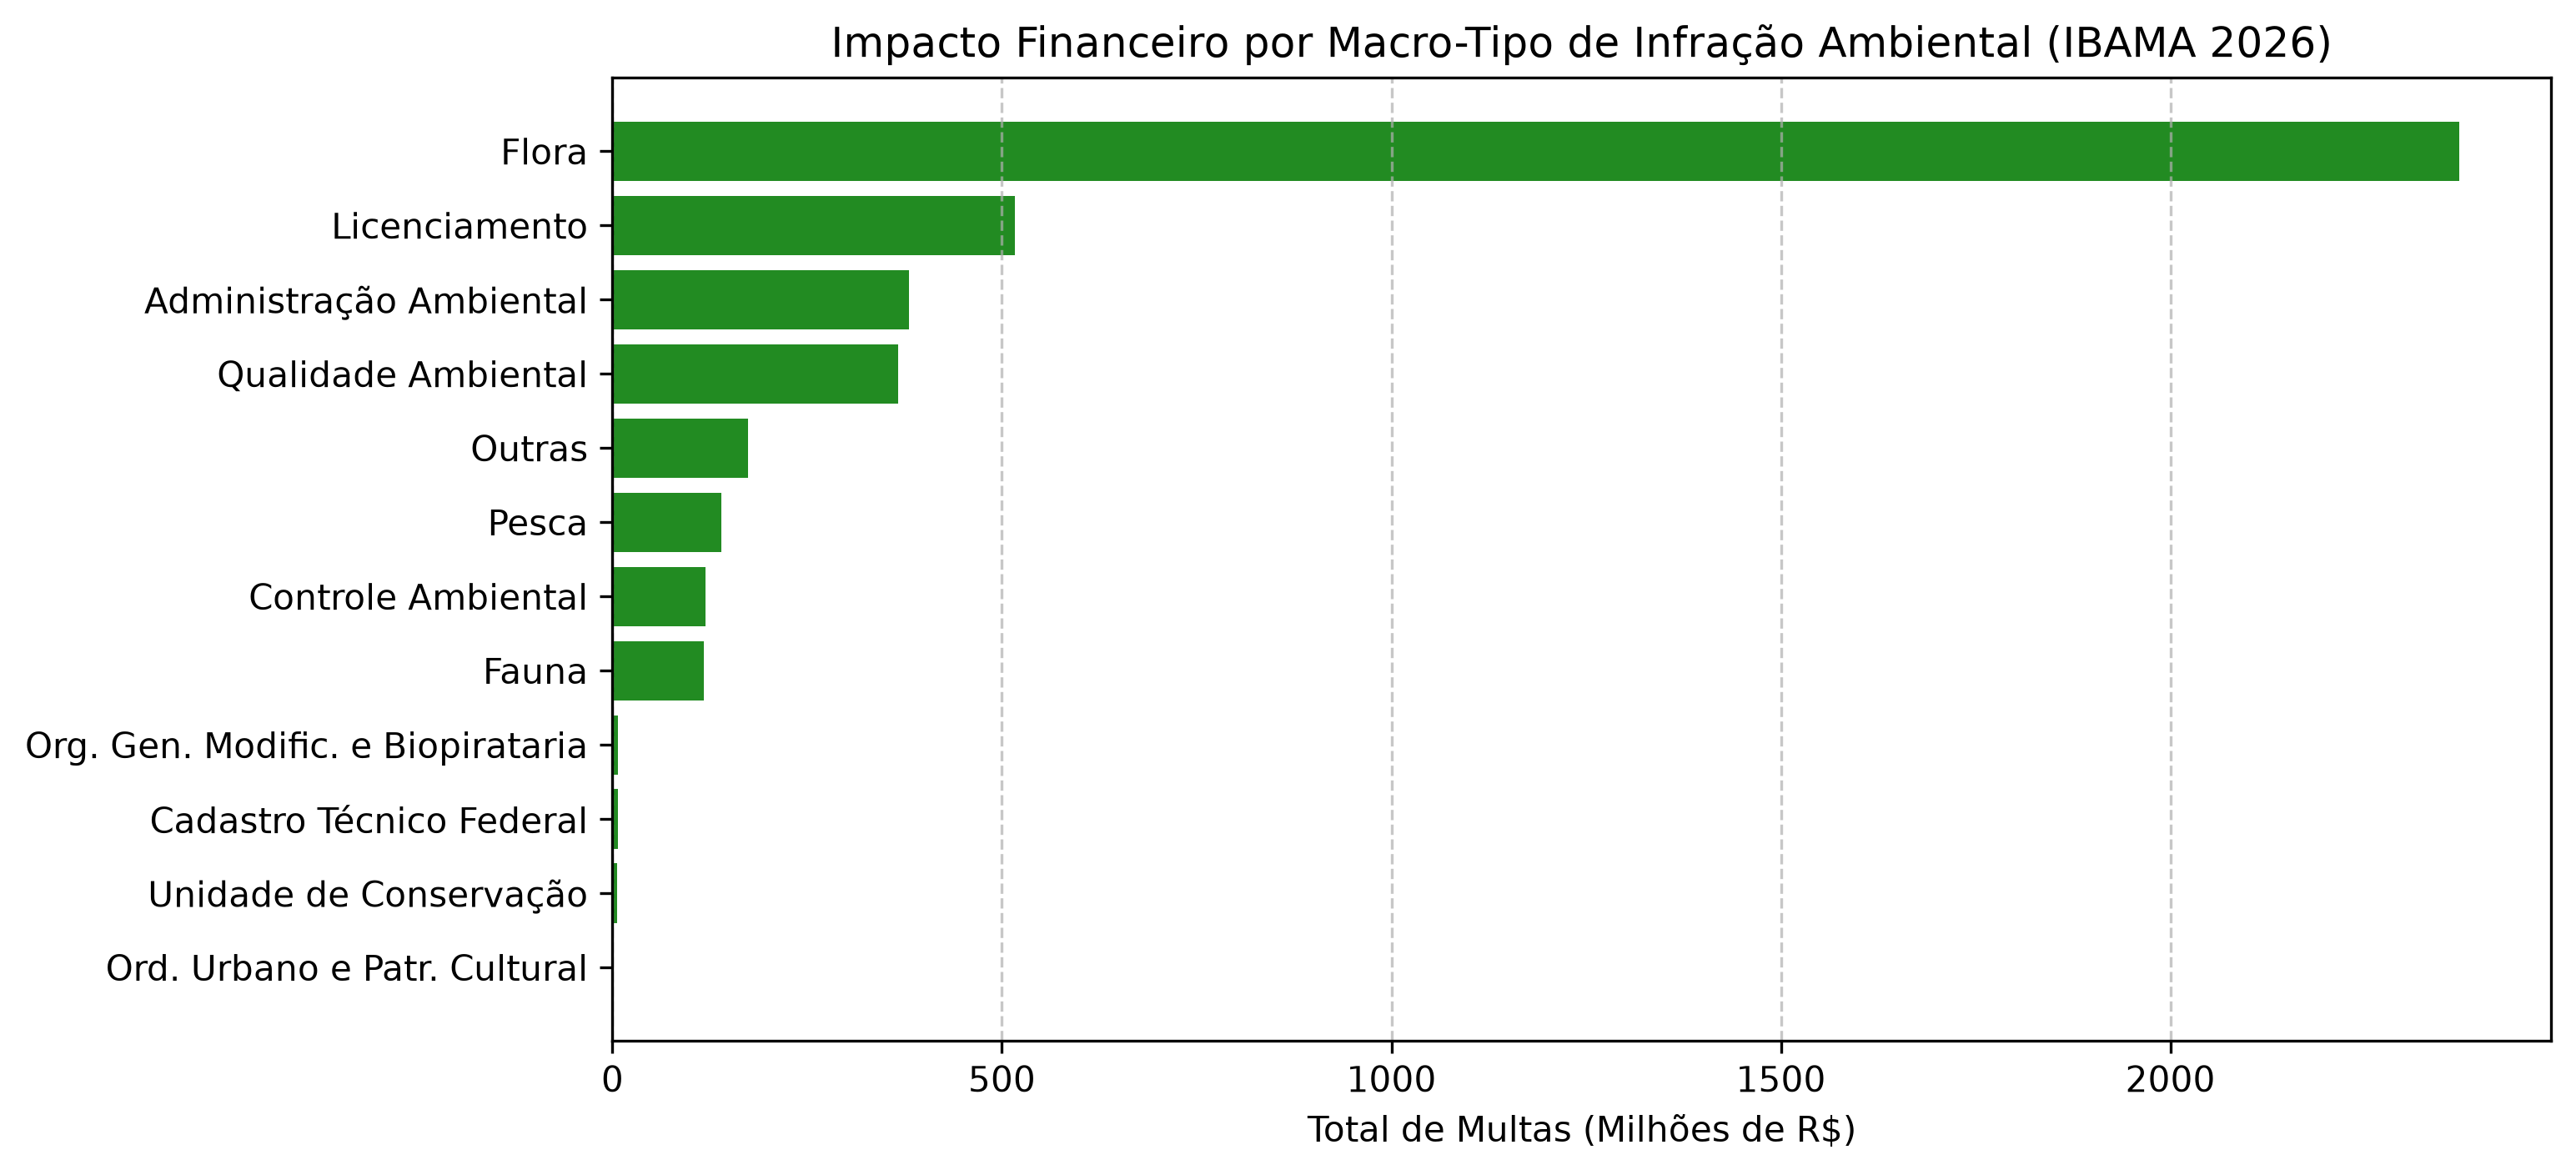 Impacto Financeiro por Macro-Tipo de Infração Ambiental (IBAMA 2026)
Flora
Licenciamento
Administração Ambiental
Qualidade Ambiental
Outras
Pesca
Controle Ambiental
Fauna
Org. Gen. Modific. e Biopirataria
Cadastro Técnico Federal
Unidade de Conservação
Ord. Urbano e Patr. Cultural
0 500 1000 1500 2000
Total de Multas (Milhões de R$)